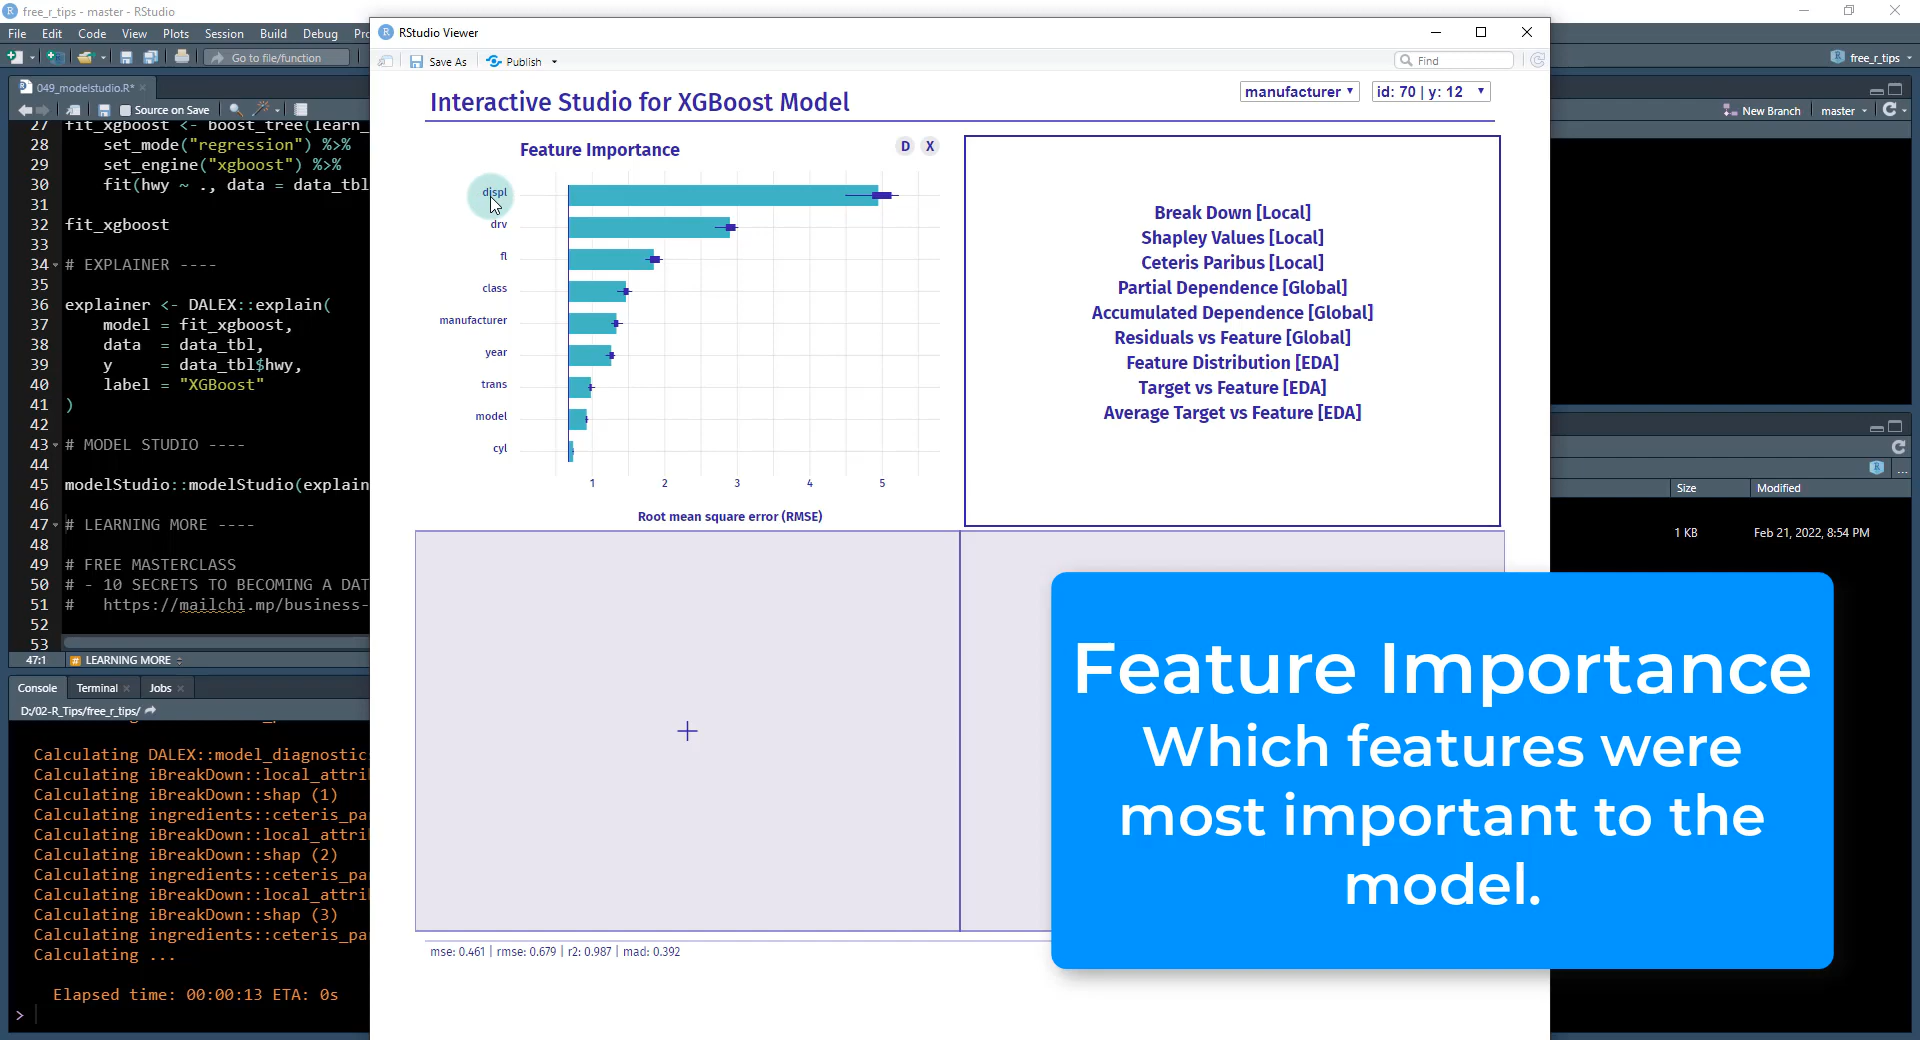 free_r_tips - master - RStudio
File Edit Code View Plots Session Build Debug
Go to file/function
free_r_tips
049_modelstudio.R*
Source on Save
27 fit_xgboost <- boost_tree(learn_
28 set_mode("regression") %>%
29 set_engine("xgboost") %>%
30 fit(hwy ~ ., data = data_tbl
31
32 fit_xgboost
33
34 # EXPLAINER ----
35
36 explainer <- DALEX::explain(
37 model = fit_xgboost,
38 data = data_tbl,
39 y = data_tbl$hwy,
40 label = "XGBoost"
41 )
42
43 # MODEL STUDIO ----
44
45 modelStudio::modelStudio(explain
46
47 # LEARNING MORE ----
48
49 # FREE MASTERCLASS
50 # - 10 SECRETS TO BECOMING A DAT
51 # https://mailchi.mp/business-
52
53
47:1 # LEARNING MORE
Console Terminal Jobs
D:/02-R_Tips/free_r_tips/
Calculating DALEX::model_diagnostic
Calculating iBreakDown::local_attri
Calculating iBreakDown::shap (1)
Calculating ingredients::ceteris_pa
Calculating iBreakDown::local_attri
Calculating iBreakDown::shap (2)
Calculating ingredients::ceteris_pa
Calculating iBreakDown::local_attri
Calculating iBreakDown::shap (3)
Calculating ingredients::ceteris_pa
Calculating ...
Elapsed time: 00:00:13 ETA: 0s
>
RStudio Viewer
Save As Publish
Find
Interactive Studio for XGBoost Model
manufacturer
id: 70 | y: 12
Feature Importance
D X
displ
drv
fl
class
manufacturer
year
trans
model
cyl
1 2 3 4 5
Root mean square error (RMSE)
Break Down [Local]
Shapley Values [Local]
Ceteris Paribus [Local]
Partial Dependence [Global]
Accumulated Dependence [Global]
Residuals vs Feature [Global]
Feature Distribution [EDA]
Target vs Feature [EDA]
Average Target vs Feature [EDA]
+
mse: 0.461 | rmse: 0.679 | r2: 0.987 | mad: 0.392
Feature Importance
Which features were
most important to the
model.
New Branch master
Size Modified
1 KB Feb 21, 2022, 8:54 PM